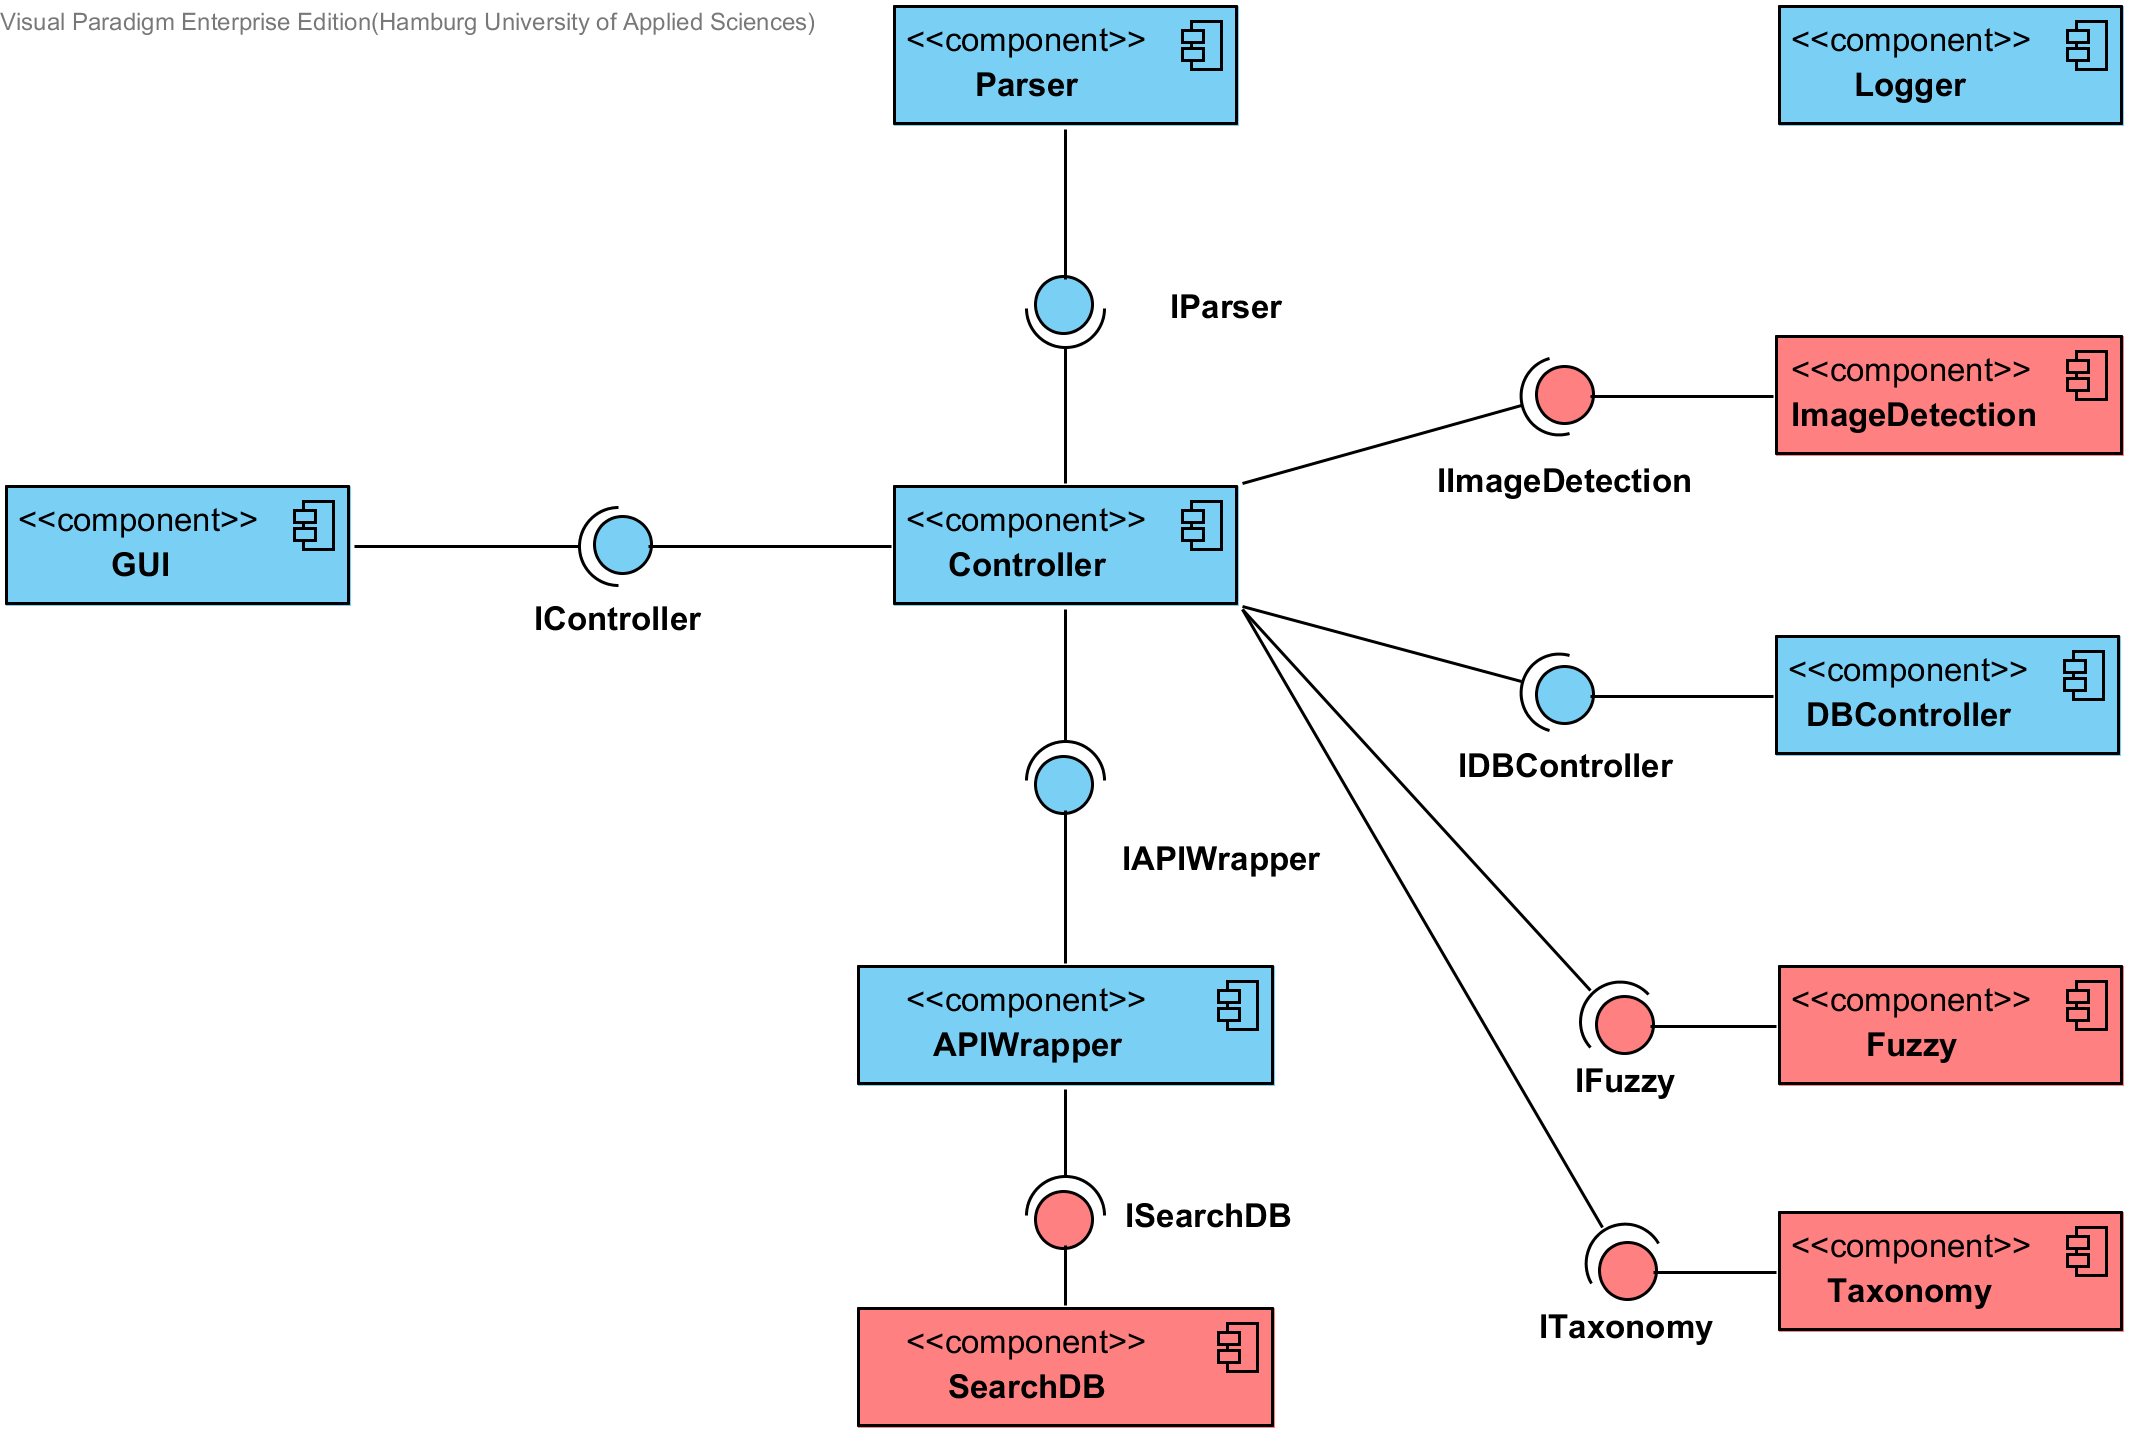 Visual Paradigm Enterprise Edition(Hamburg University of Applied Sciences)
<<component>>
Parser
<<component>>
Logger
IParser
<<component>>
ImageDetection
IImageDetection
<<component>>
GUI
IController
<<component>>
Controller
<<component>>
DBController
IDBController
IAPIWrapper
<<component>>
APIWrapper
<<component>>
Fuzzy
IFuzzy
ISearchDB
<<component>>
Taxonomy
ITaxonomy
<<component>>
SearchDB